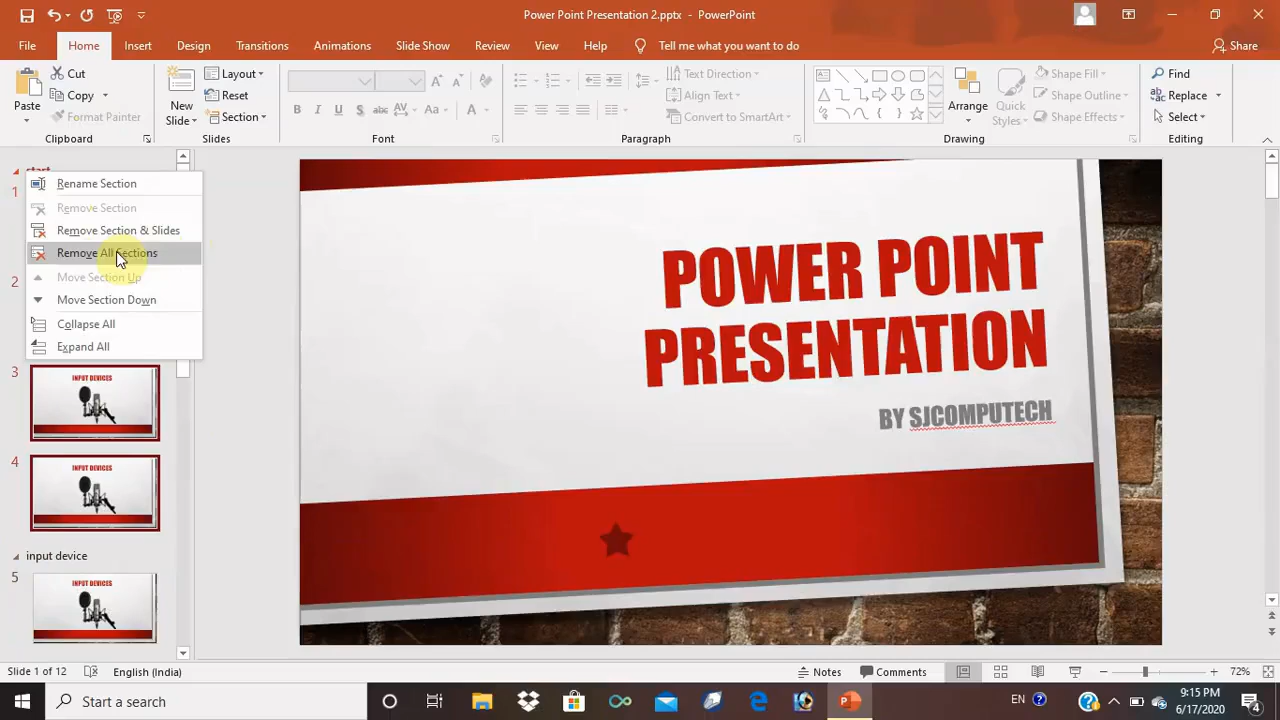 Power Point Presentation 2.pptx - PowerPoint
File Home Insert Design Transitions Animations Slide Show Review View Help Tell me what you want to do Share
Paste
Cut
Copy
Format Painter
Clipboard
New
Slide
Layout
Reset
Section
Slides
Font
Text Direction
Align Text
Convert to SmartArt
Paragraph
Arrange
Quick
Styles
Shape Fill
Shape Outline
Shape Effects
Drawing
Find
Replace
Select
Editing
start
1
Rename Section
Remove Section
Remove Section & Slides
Remove All Sections
Move Section Up
Move Section Down
Collapse All
Expand All
2
3
INPUT DEVICES
4
INPUT DEVICES
input device
5
INPUT DEVICES
POWER POINT
PRESENTATION
BY SJCOMPUTECH
Slide 1 of 12 English (India) Notes Comments 72%
Start a search
EN
9:15 PM
6/17/2020
4